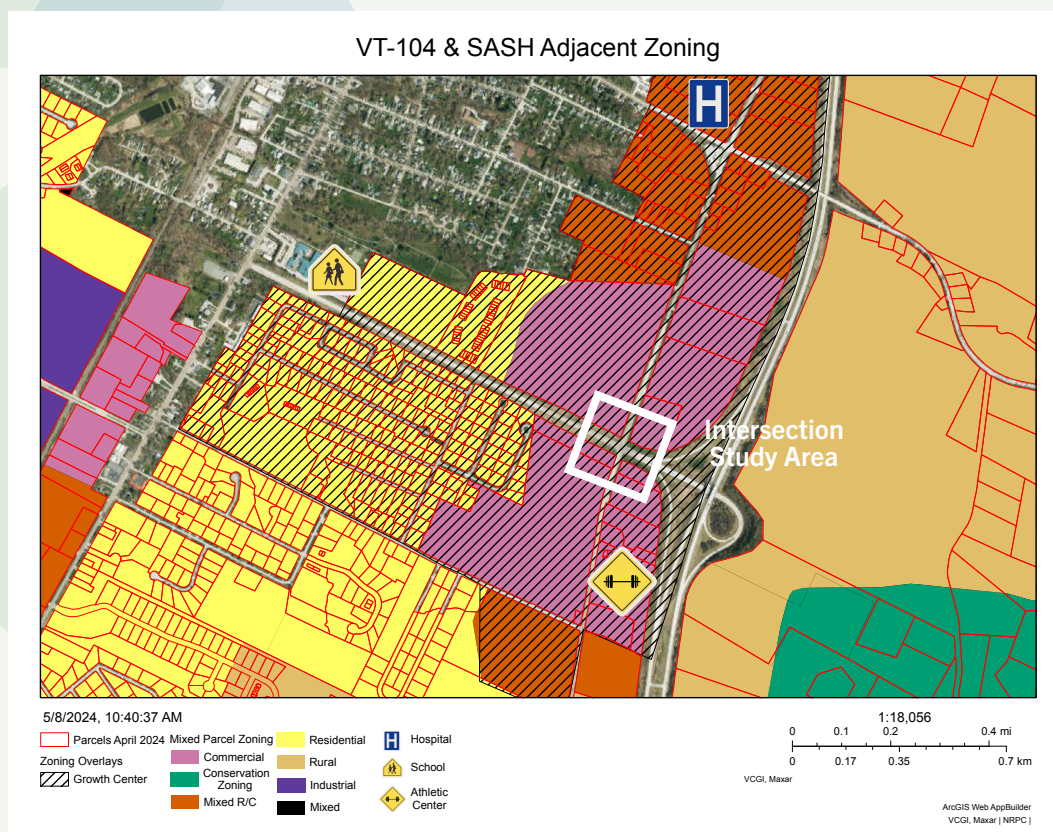 VT-104 & SASH Adjacent Zoning
H
Intersection
Study Area
5/8/2024, 10:40:37 AM
1:18,056
Parcels April 2024
Zoning Overlays
Growth Center
Mixed Parcel Zoning
Commercial
Conservation
Zoning
Mixed R/C
Residential
Rural
Industrial
Mixed
H Hospital
School
Athletic
Center
0 0.1 0.2 0.4 mi
0 0.17 0.35 0.7 km
VCGI, Maxar
ArcGIS Web AppBuilder
VCGI, Maxar | NRPC |